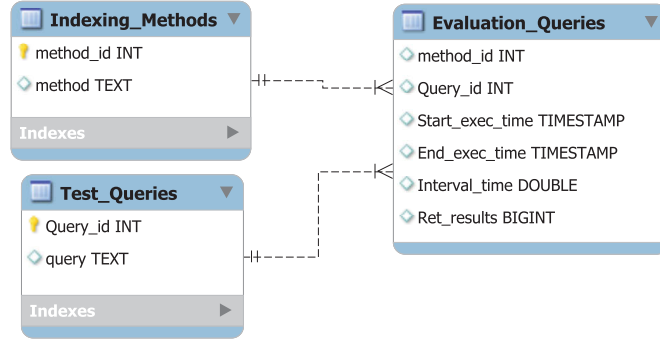 Indexing_Methods
method_id INT
method TEXT
Indexes
Test_Queries
Query_id INT
query TEXT
Indexes
Evaluation_Queries
method_id INT
Query_id INT
Start_exec_time TIMESTAMP
End_exec_time TIMESTAMP
Interval_time DOUBLE
Ret_results BIGINT